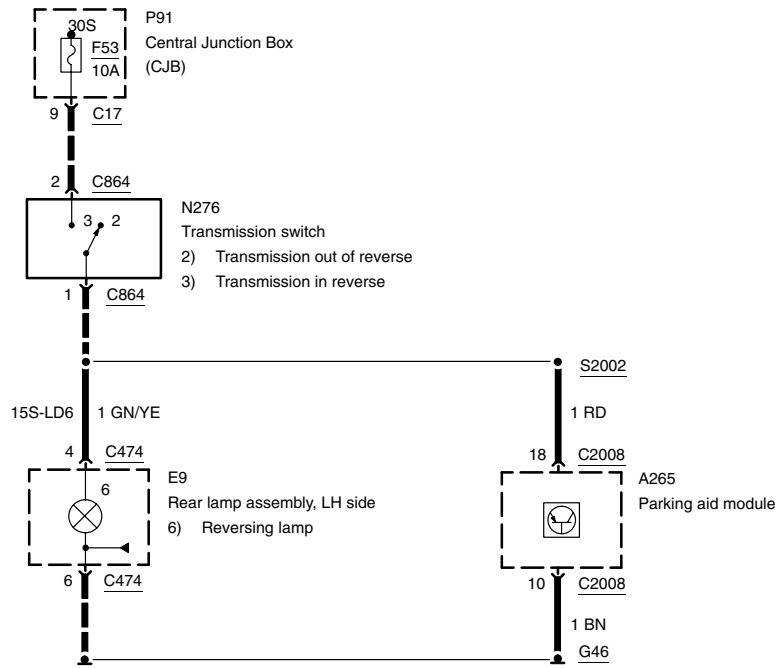 30S
F53
10A
P91
Central Junction Box
(CJB)
9 C17
2 C864
3 2
N276
Transmission switch
2) Transmission out of reverse
3) Transmission in reverse
1 C864
S2002
15S-LD6 1 GN/YE
1 RD
4 C474
18 C2008
6
E9
Rear lamp assembly, LH side
6) Reversing lamp
A265
Parking aid module
6 C474
10 C2008
1 BN
G46